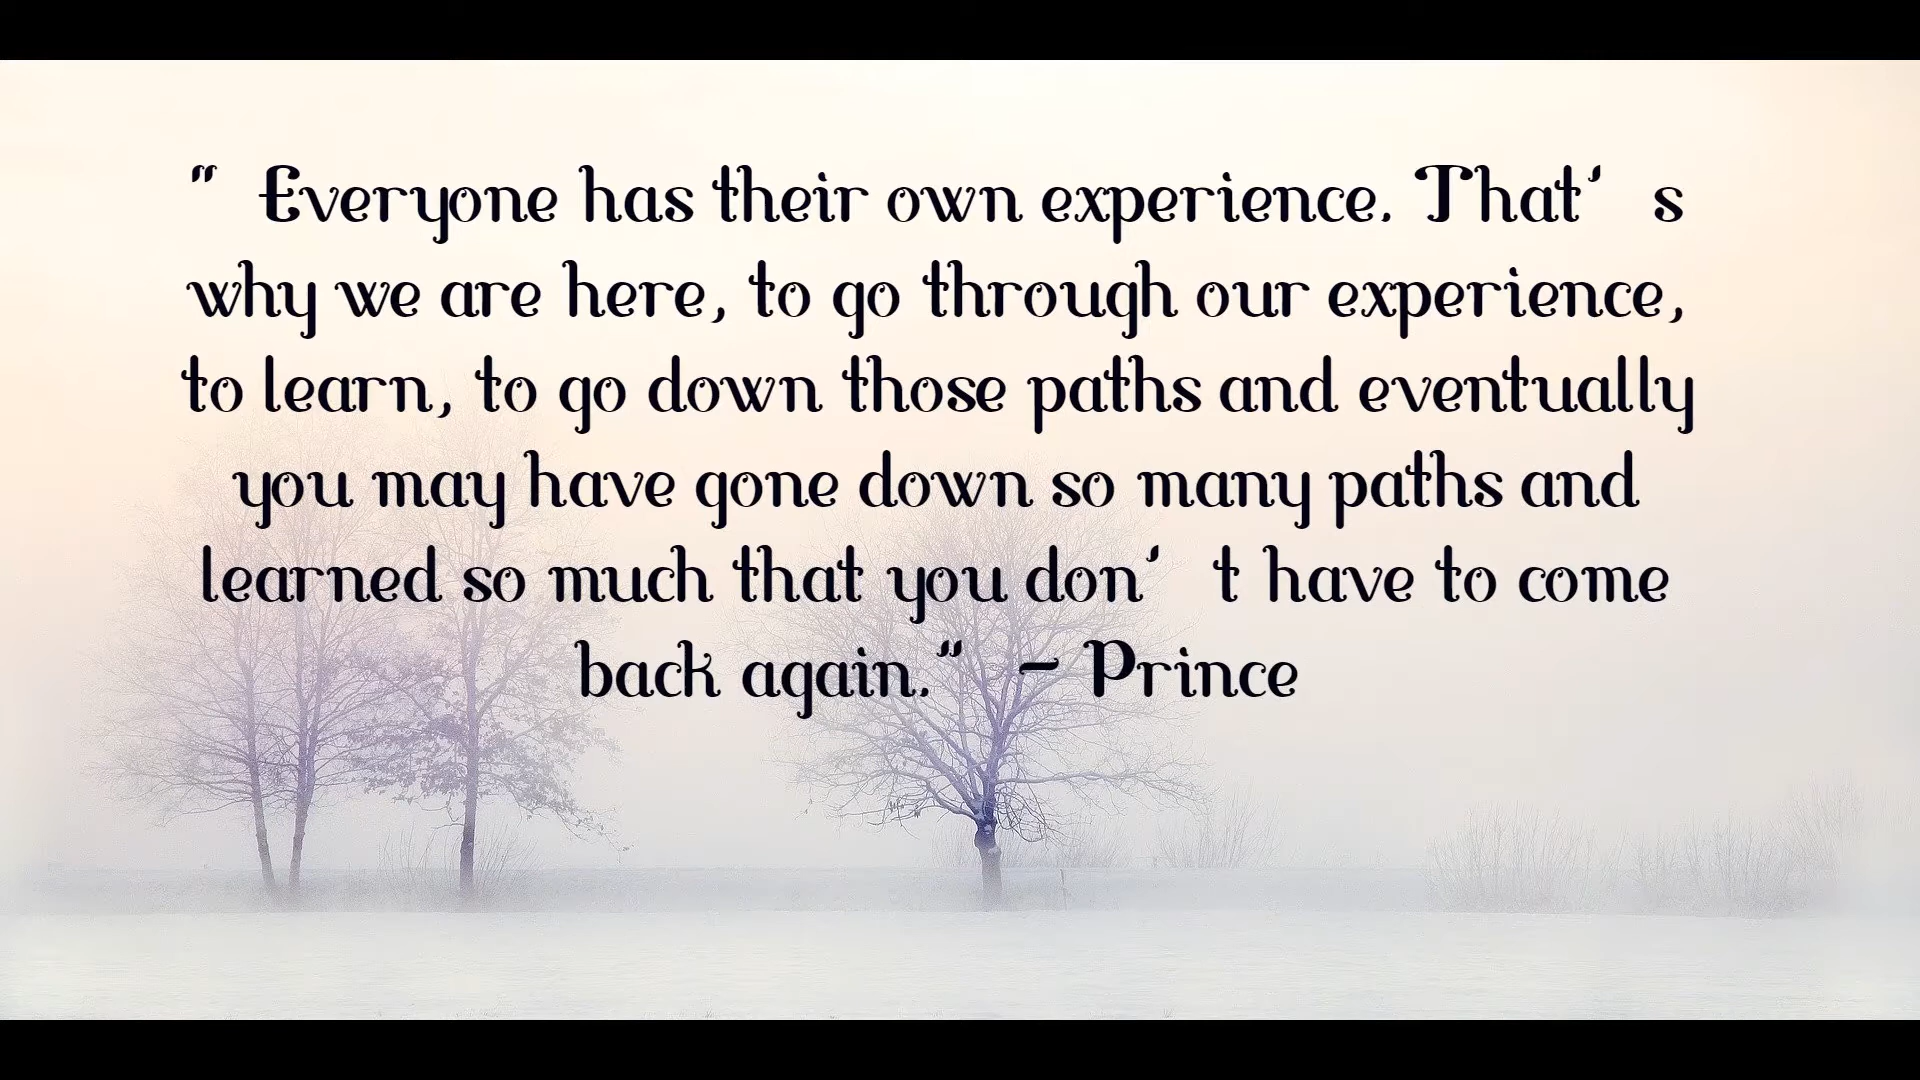 " Everyone has their own experience. That's
why we are here, to go through our experience,
to learn, to go down those paths and eventually
you may have gone down so many paths and
learned so much that you don't have to come
back again." - Prince